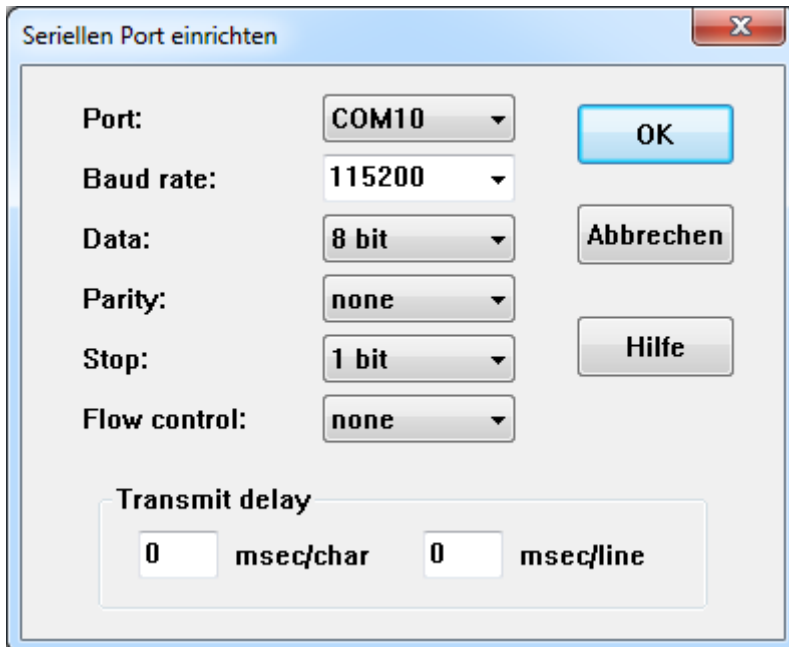 Seriellen Port einrichten
Port: COM10 OK
Baud rate: 115200
Data: 8 bit Abbrechen
Parity: none
Stop: 1 bit Hilfe
Flow control: none
Transmit delay
0 msec/char 0 msec/line